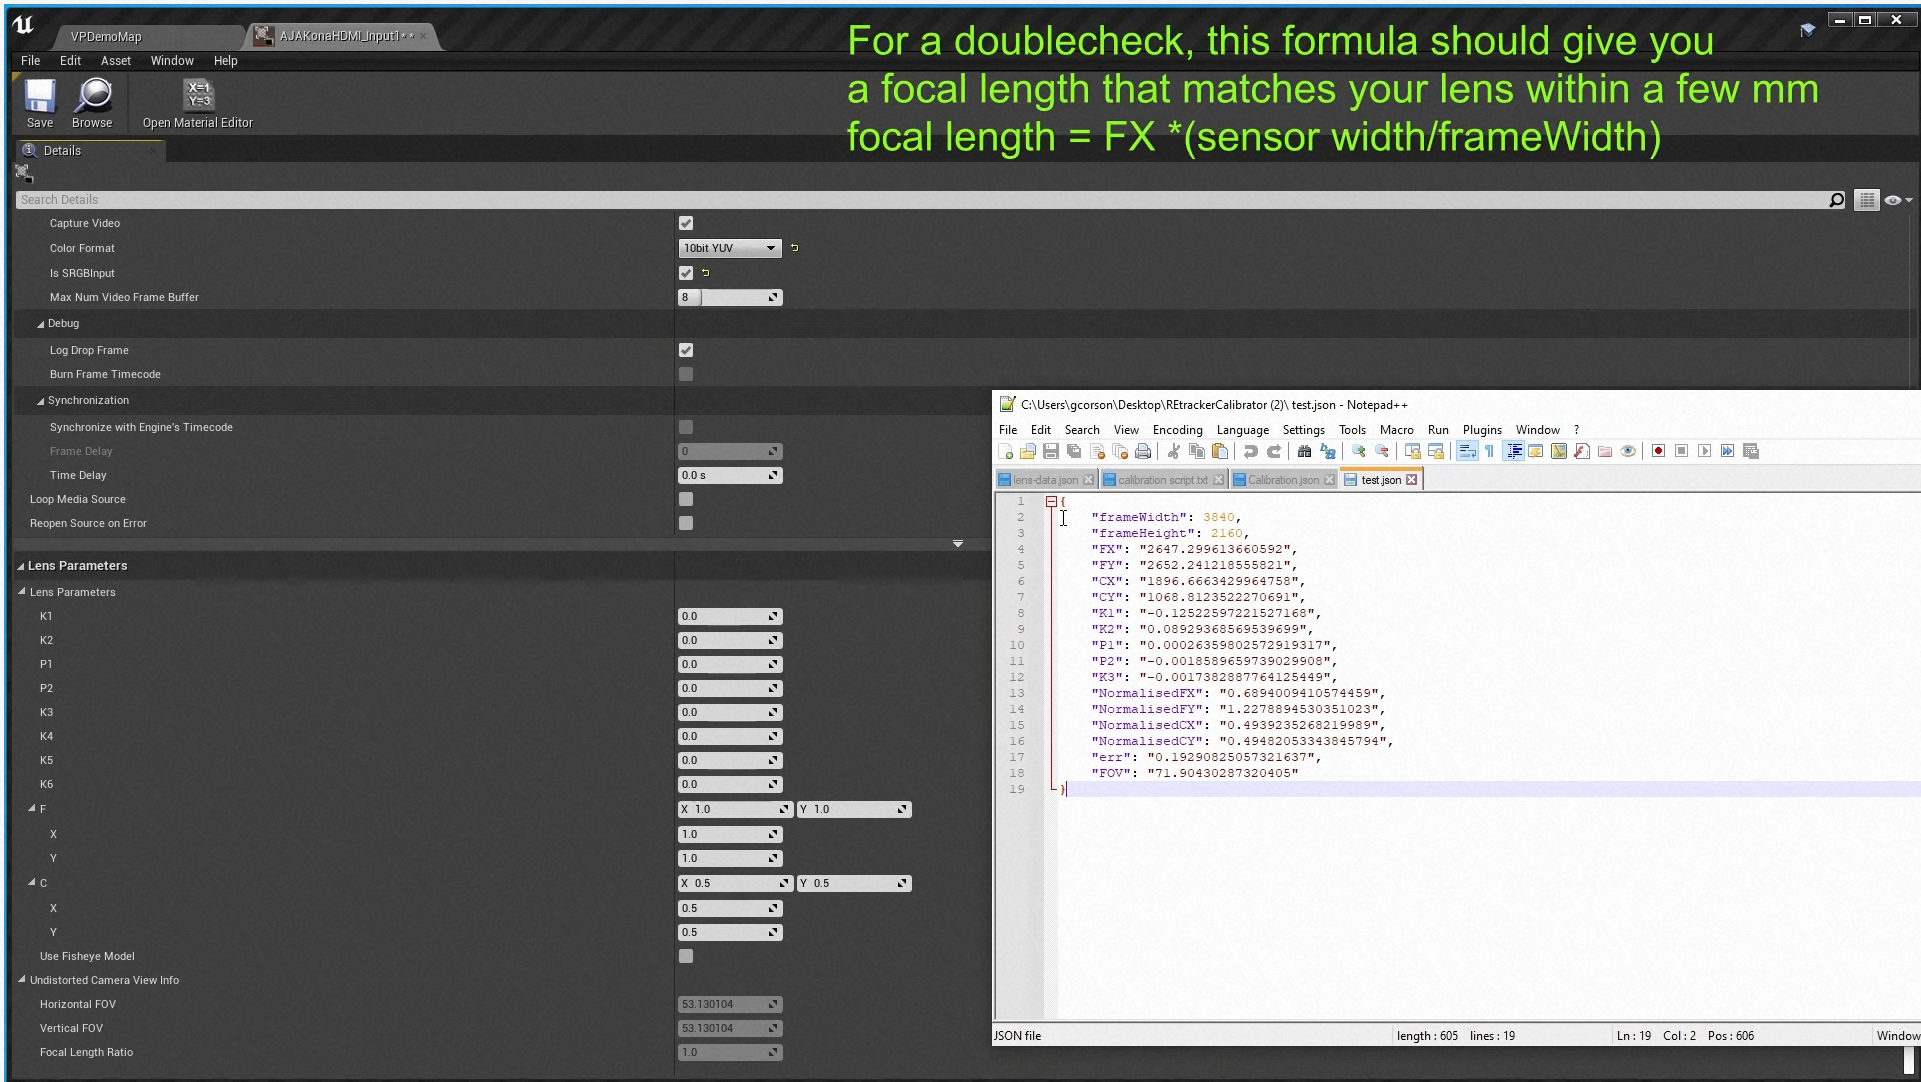 VPDemoMap
AJAKonaHDMI_Input1**
For a doublecheck, this formula should give you
a focal length that matches your lens within a few mm
focal length = FX *(sensor width/frameWidth)
File Edit Asset Window Help
X=1
Y=3
Save Browse Open Material Editor
Details
Search Details
Capture Video
Color Format 10bit YUV
Is SRGBInput
Max Num Video Frame Buffer 8
Debug
Log Drop Frame
Burn Frame Timecode
Synchronization
Synchronize with Engine's Timecode
Frame Delay 0
Time Delay 0.0 s
Loop Media Source
Reopen Source on Error
Lens Parameters
Lens Parameters
K1 0.0
K2 0.0
P1 0.0
P2 0.0
K3 0.0
K4 0.0
K5 0.0
K6 0.0
F X 1.0 Y 1.0
X 1.0
Y 1.0
C X 0.5 Y 0.5
X 0.5
Y 0.5
Use Fisheye Model
Undistorted Camera View Info
Horizontal FOV 53.130104
Vertical FOV 53.130104
Focal Length Ratio 1.0
C:\Users\gcorson\Desktop\REtrackerCalibrator (2)\ test.json - Notepad++
File Edit Search View Encoding Language Settings Tools Macro Run Plugins Window ?
lens-data.json calibration script.txt Calibration.json test.json
1 {
2 "frameWidth": 3840,
3 "frameHeight": 2160,
4 "FX": "2647.299613660592",
5 "FY": "2652.241218555821",
6 "CX": "1896.6663429964758",
7 "CY": "1068.8123522270691",
8 "K1": "-0.12522597221527168",
9 "K2": "0.08929368569539699",
10 "P1": "0.00026359802572919317",
11 "P2": "-0.0018589659739029908",
12 "K3": "-0.0017382887764125449",
13 "NormalisedFX": "0.6894009410574459",
14 "NormalisedFY": "1.2278894530351023",
15 "NormalisedCX": "0.4939235268219989",
16 "NormalisedCY": "0.49482053343845794",
17 "err": "0.19290825057321637",
18 "FOV": "71.90430287320405"
19 }
JSON file length : 605 lines : 19 Ln : 19 Col : 2 Pos : 606 Window